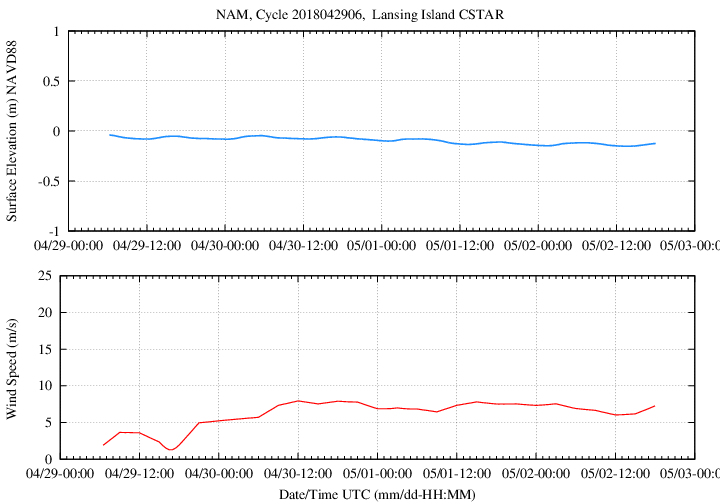 NAM, Cycle 2018042906,  Lansing Island CSTAR
1
0.5
0
-0.5
-1
Surface Elevation (m) NAVD88
04/29-00:00 04/29-12:00 04/30-00:00 04/30-12:00 05/01-00:00 05/01-12:00 05/02-00:00 05/02-12:00 05/03-00:0
25
20
15
10
5
0
Wind Speed (m/s)
04/29-00:00 04/29-12:00 04/30-00:00 04/30-12:00 05/01-00:00 05/01-12:00 05/02-00:00 05/02-12:00 05/03-00:0
Date/Time UTC (mm/dd-HH:MM)